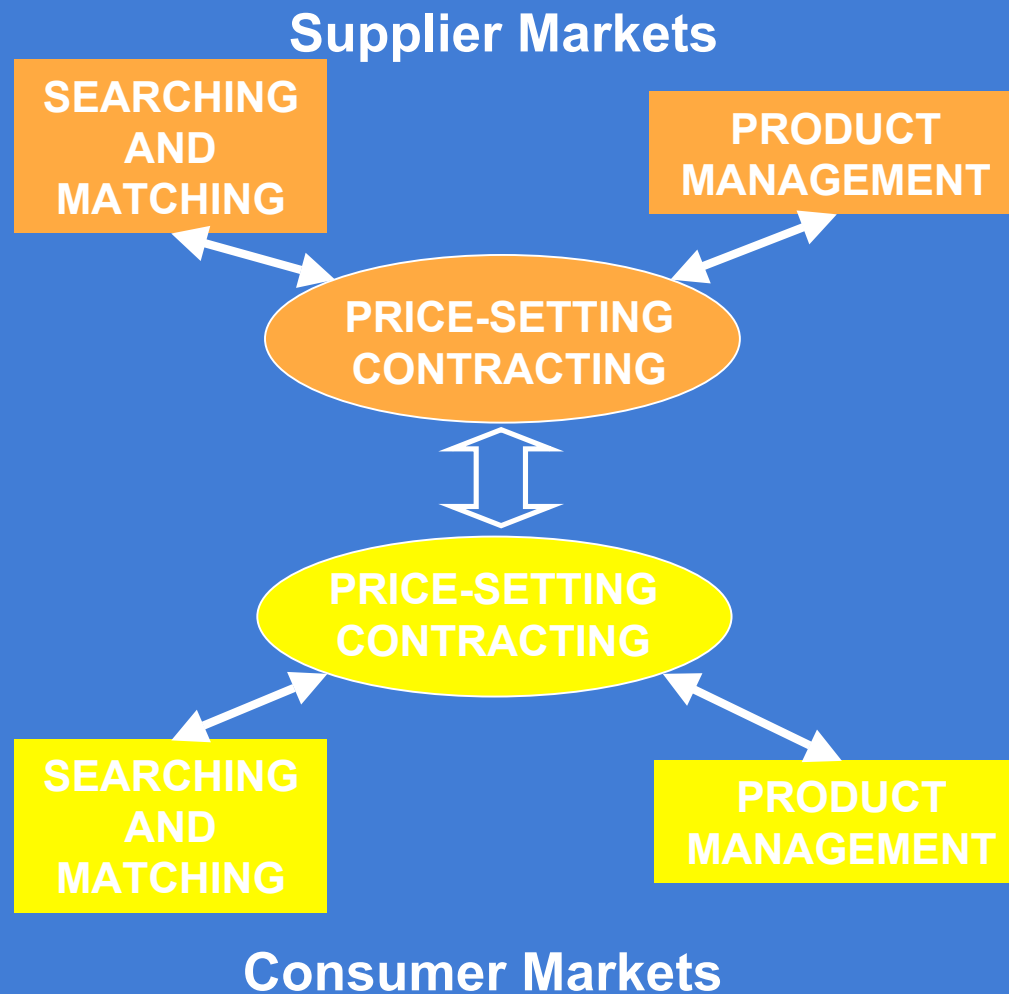 Supplier Markets
SEARCHING
AND
MATCHING
PRODUCT
MANAGEMENT
PRICE-SETTING
CONTRACTING
PRICE-SETTING
CONTRACTING
SEARCHING
AND
MATCHING
PRODUCT
MANAGEMENT
Consumer Markets